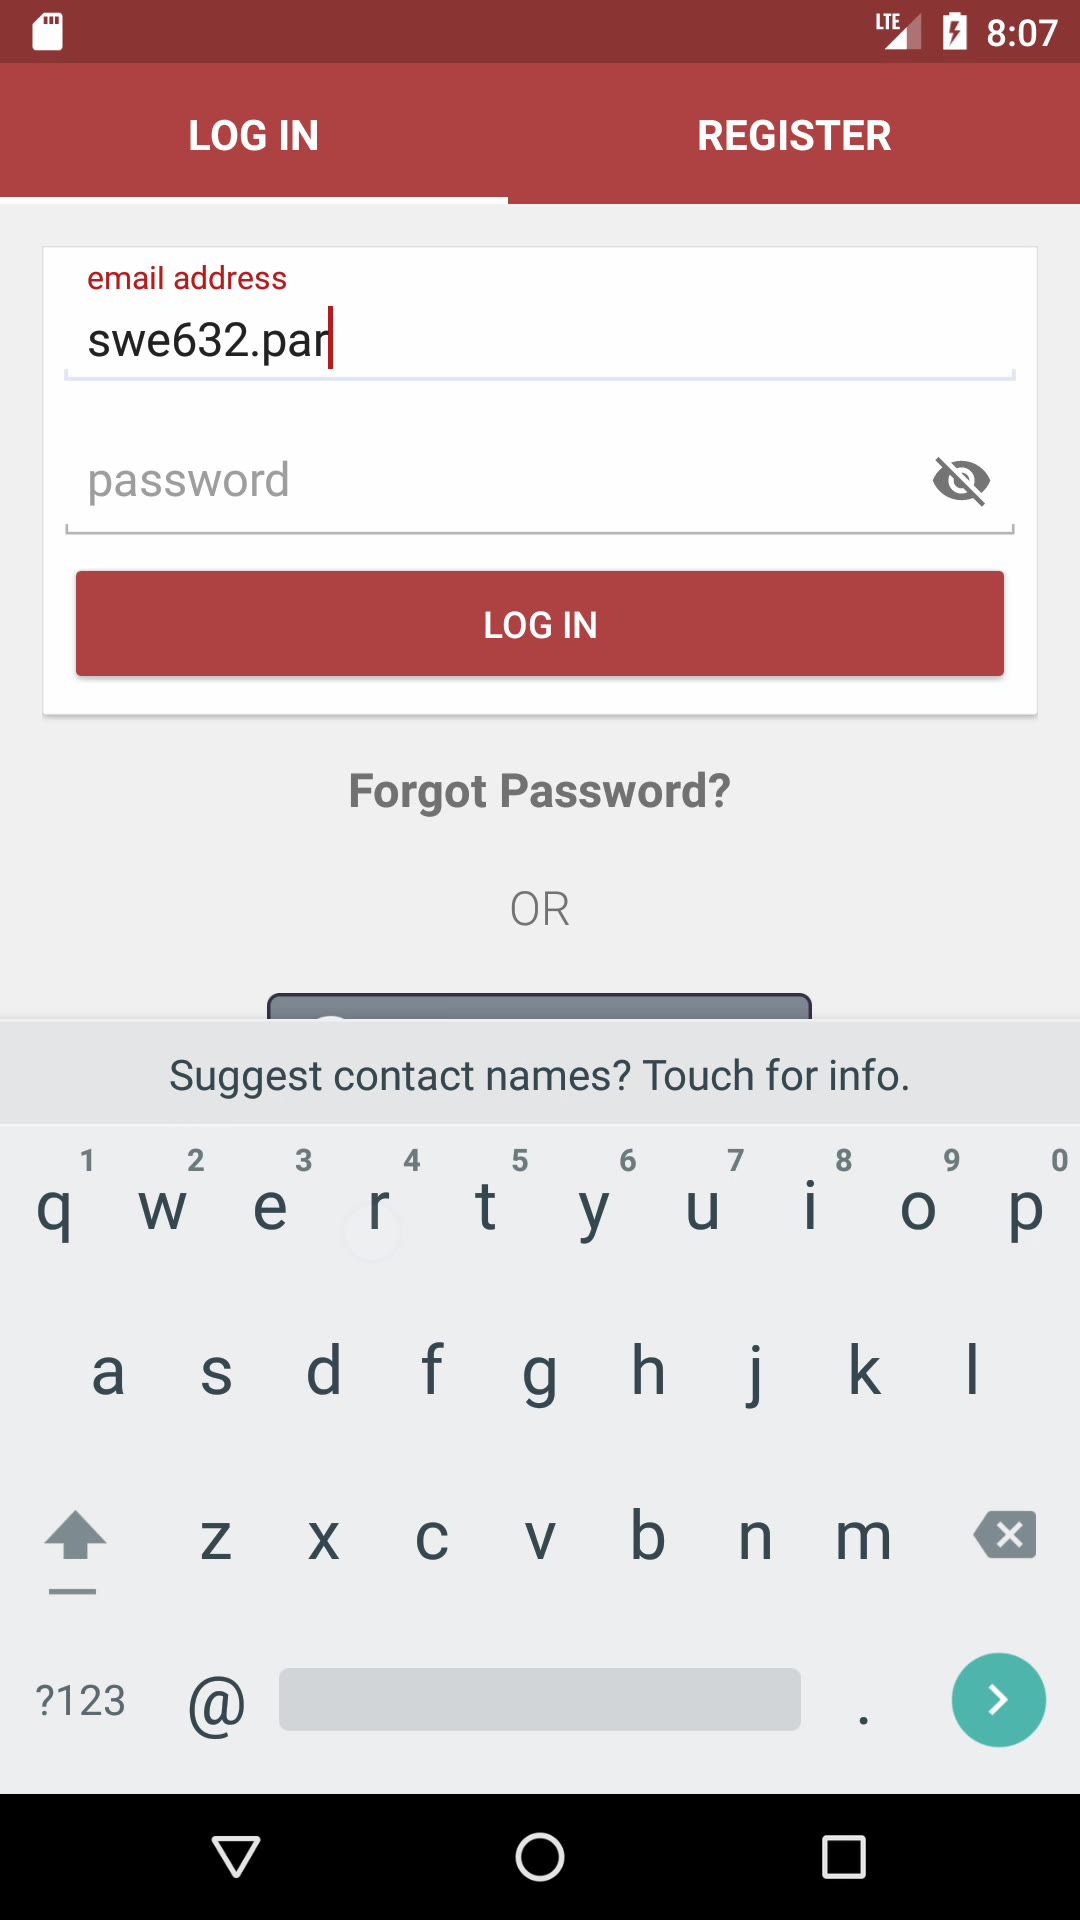 LTE 8:07
LOG IN REGISTER
email address
swe632.par
password
LOG IN
Forgot Password?
OR
Suggest contact names? Touch for info.
1 2 3 4 5 6 7 8 9 0
q w e r t y u i o p
a s d f g h j k l
z x c v b n m
?123 @ .